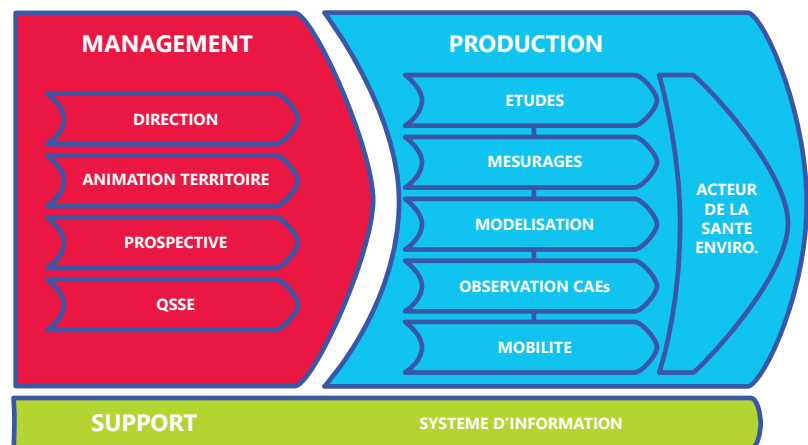 MANAGEMENT
DIRECTION
ANIMATION TERRITOIRE
PROSPECTIVE
QSSE
PRODUCTION
ETUDES
MESURAGES
MODELISATION
OBSERVATION CAEs
MOBILITE
ACTEUR
DE LA
SANTE
ENVIRO.
SUPPORT
SYSTEME D'INFORMATION